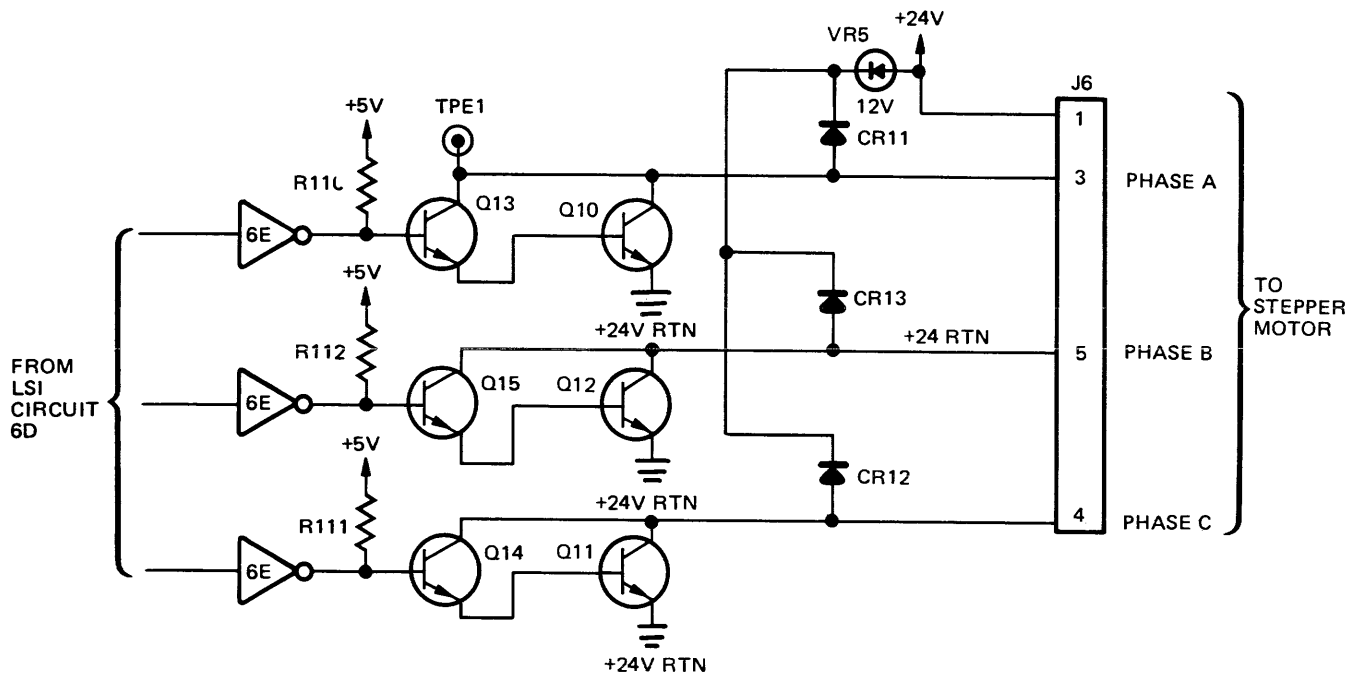 +24V
VR5
J6
+5V
TPE1
12V
1
CR11
R110
Q13
Q10
3
PHASE A
6E
+5V
CR13
TO
STEPPER
MOTOR
+24V RTN
+24 RTN
R112
5
PHASE B
FROM
LSI
CIRCUIT
6D
Q15
Q12
6E
+5V
CR12
+24V RTN
R111
4
PHASE C
Q14
Q11
6E
+24V RTN